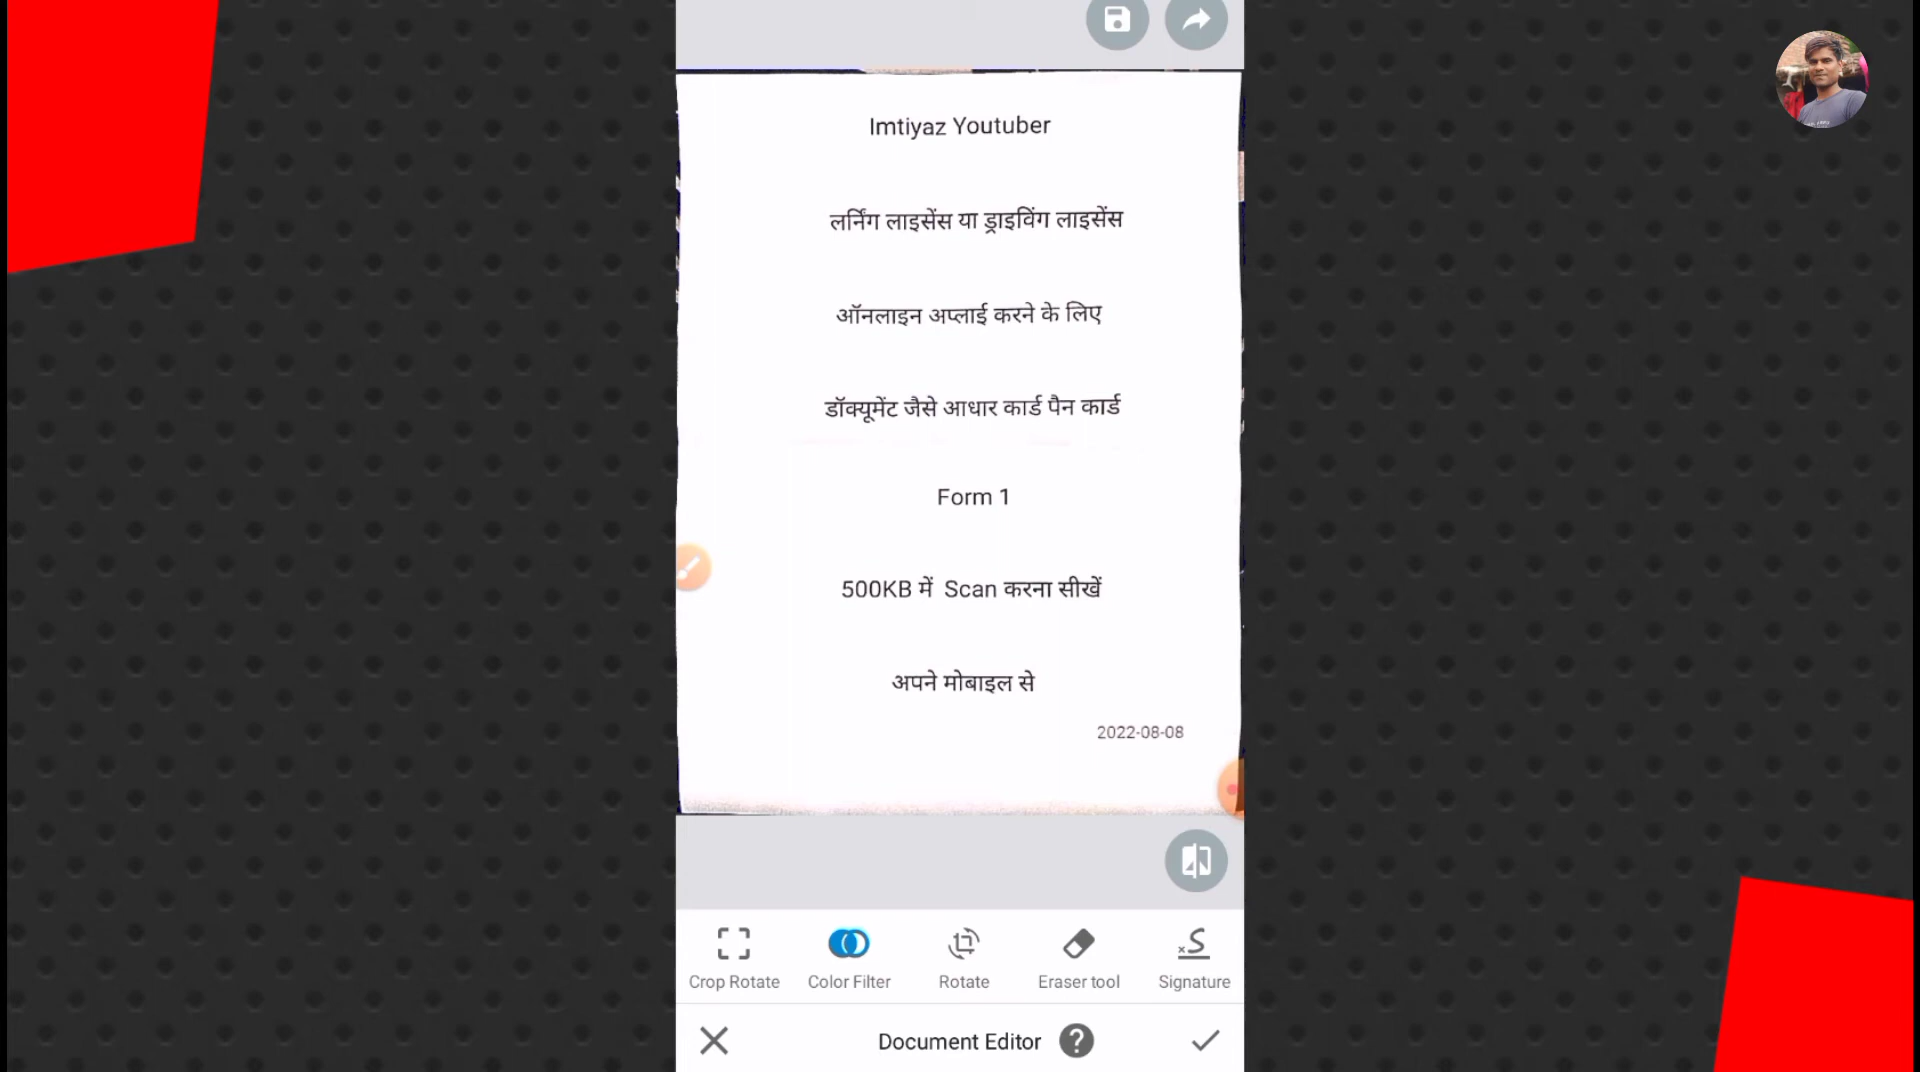 Imtiyaz Youtuber
लर्निंग लाइसेंस या ड्राइविंग लाइसेंस
ऑनलाइन अप्लाई करने के लिए
डॉक्यूमेंट जैसे आधार कार्ड पैन कार्ड
Form 1
500KB में Scan करना सीखें
अपने मोबाइल से
2022-08-08
Crop Rotate Color Filter Rotate Eraser tool Signature
Document Editor ?